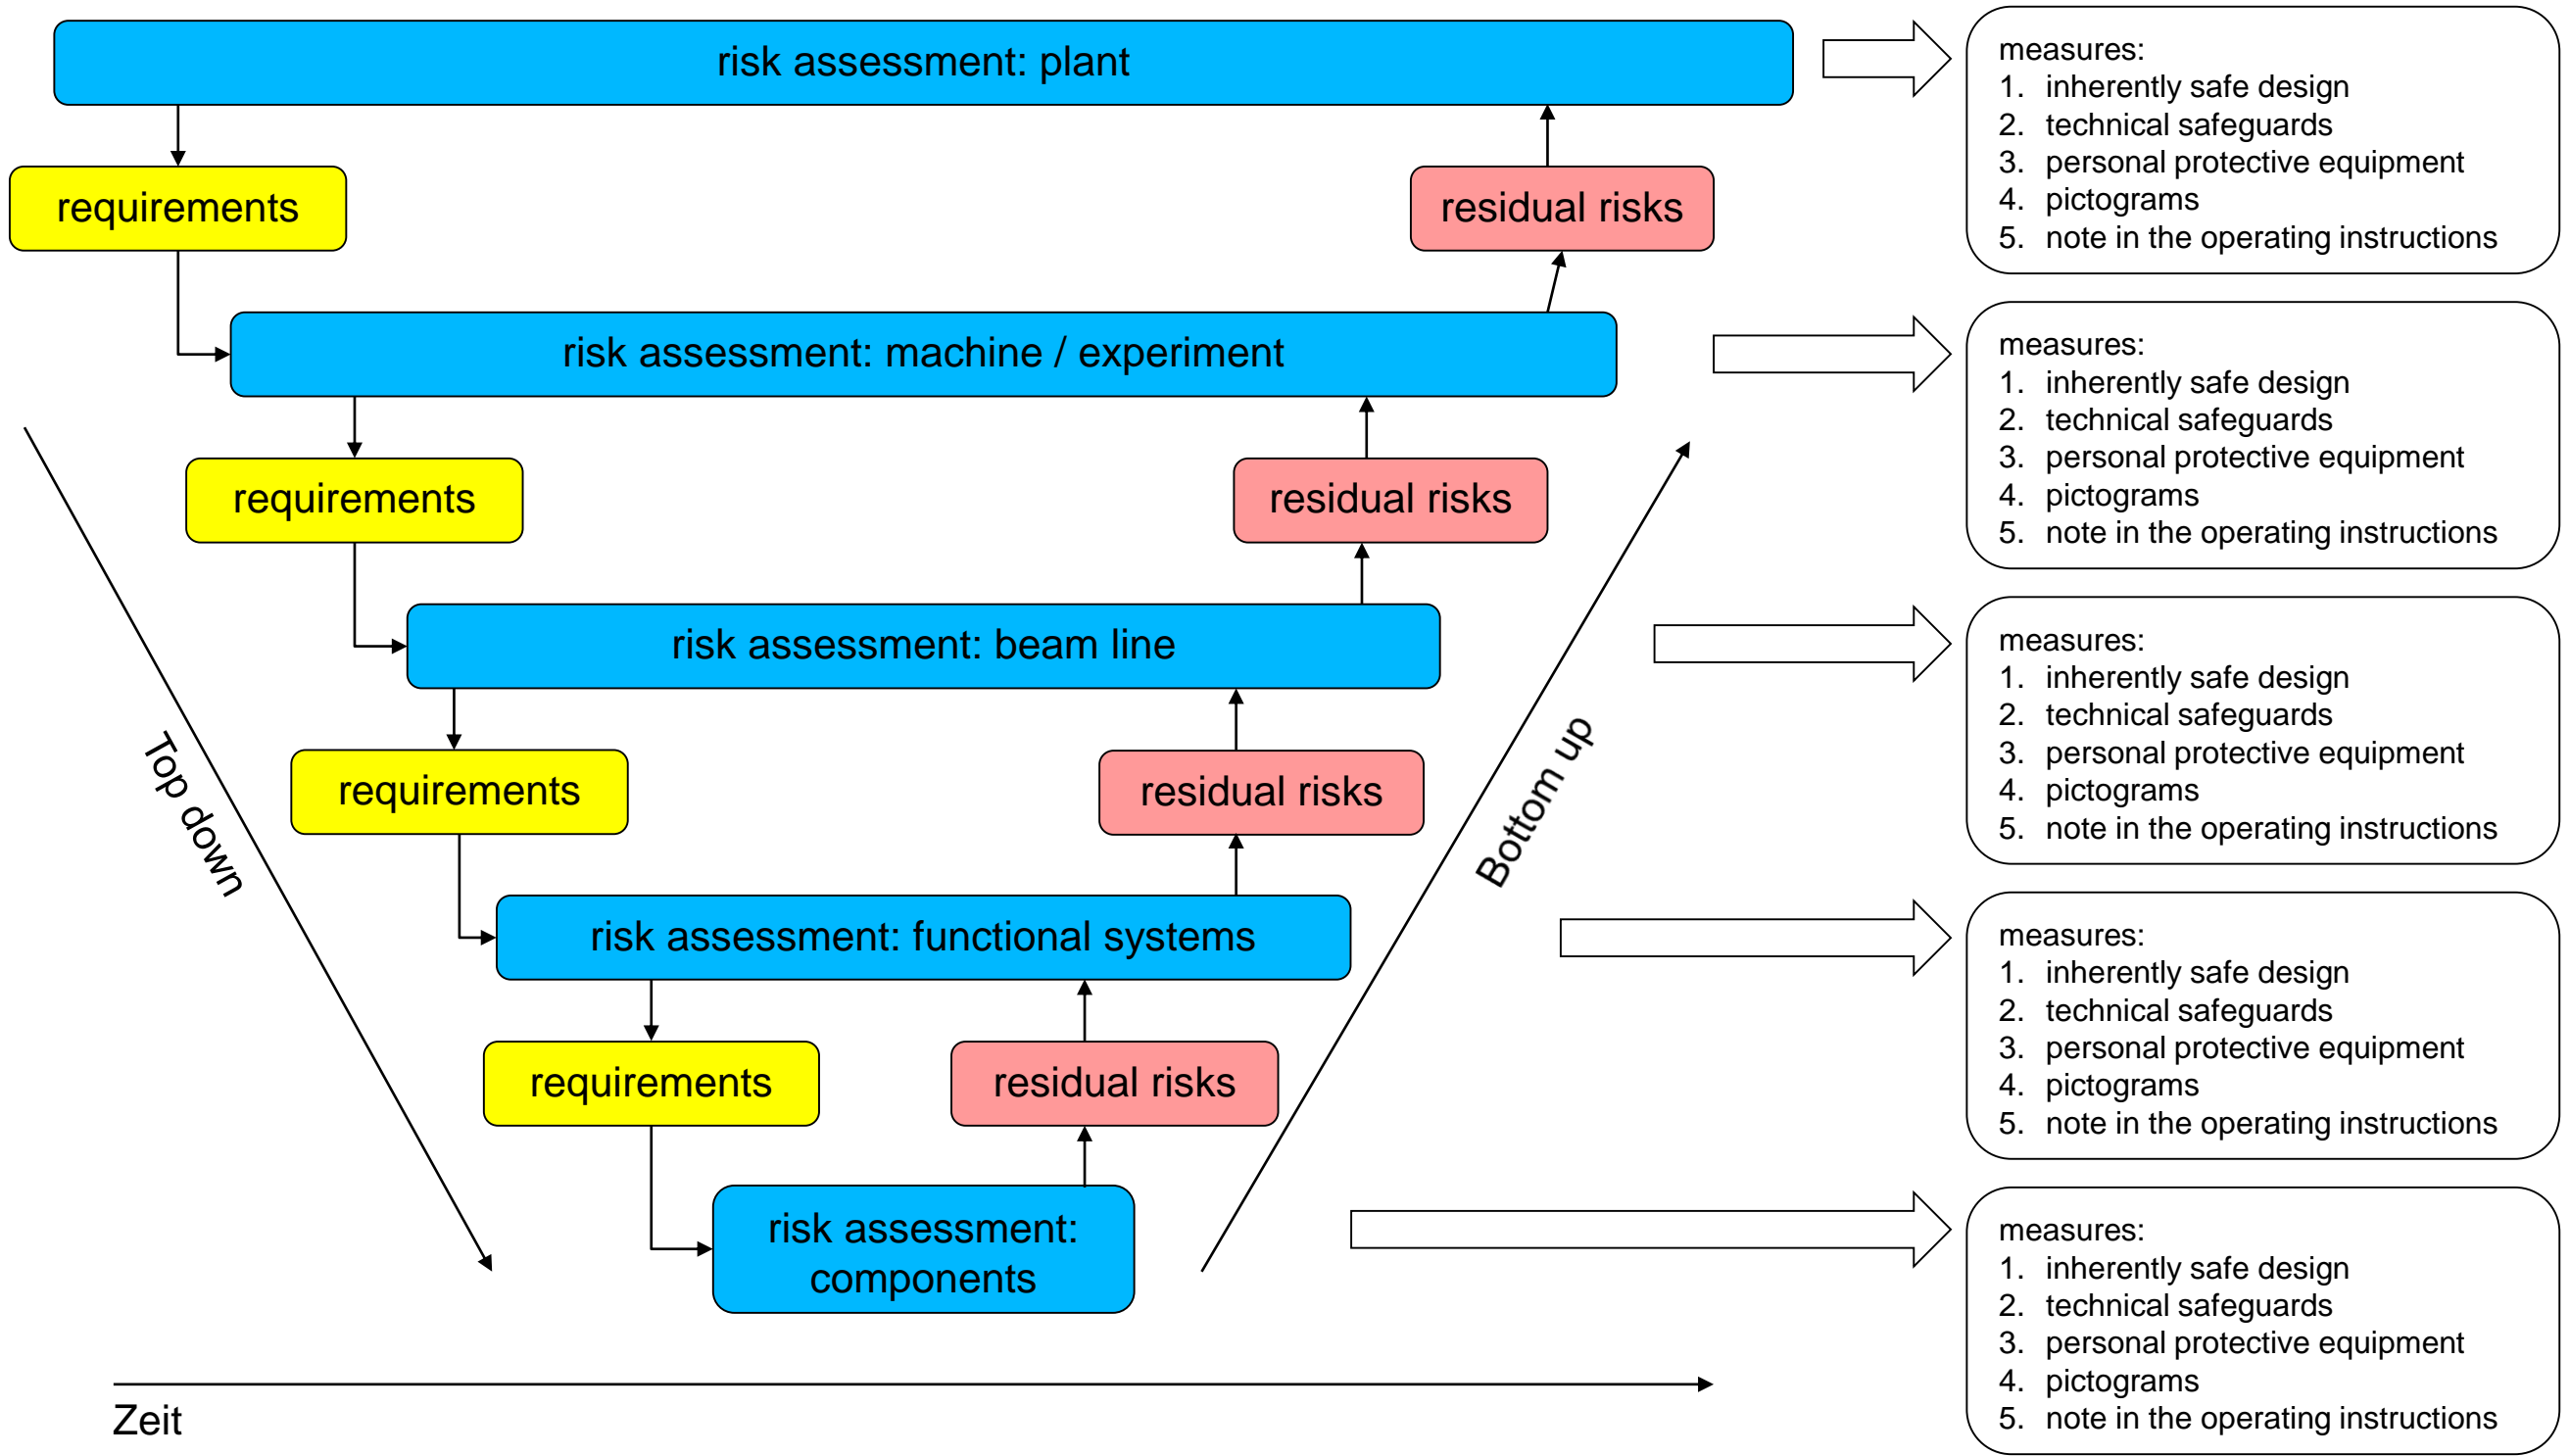 risk assessment: plant
requirements
residual risks
risk assessment: machine / experiment
requirements
residual risks
risk assessment: beam line
requirements
residual risks
risk assessment: functional systems
requirements
residual risks
risk assessment:
components
Top down
Bottom up
Zeit
measures:
1. inherently safe design
2. technical safeguards
3. personal protective equipment
4. pictograms
5. note in the operating instructions
measures:
1. inherently safe design
2. technical safeguards
3. personal protective equipment
4. pictograms
5. note in the operating instructions
measures:
1. inherently safe design
2. technical safeguards
3. personal protective equipment
4. pictograms
5. note in the operating instructions
measures:
1. inherently safe design
2. technical safeguards
3. personal protective equipment
4. pictograms
5. note in the operating instructions
measures:
1. inherently safe design
2. technical safeguards
3. personal protective equipment
4. pictograms
5. note in the operating instructions